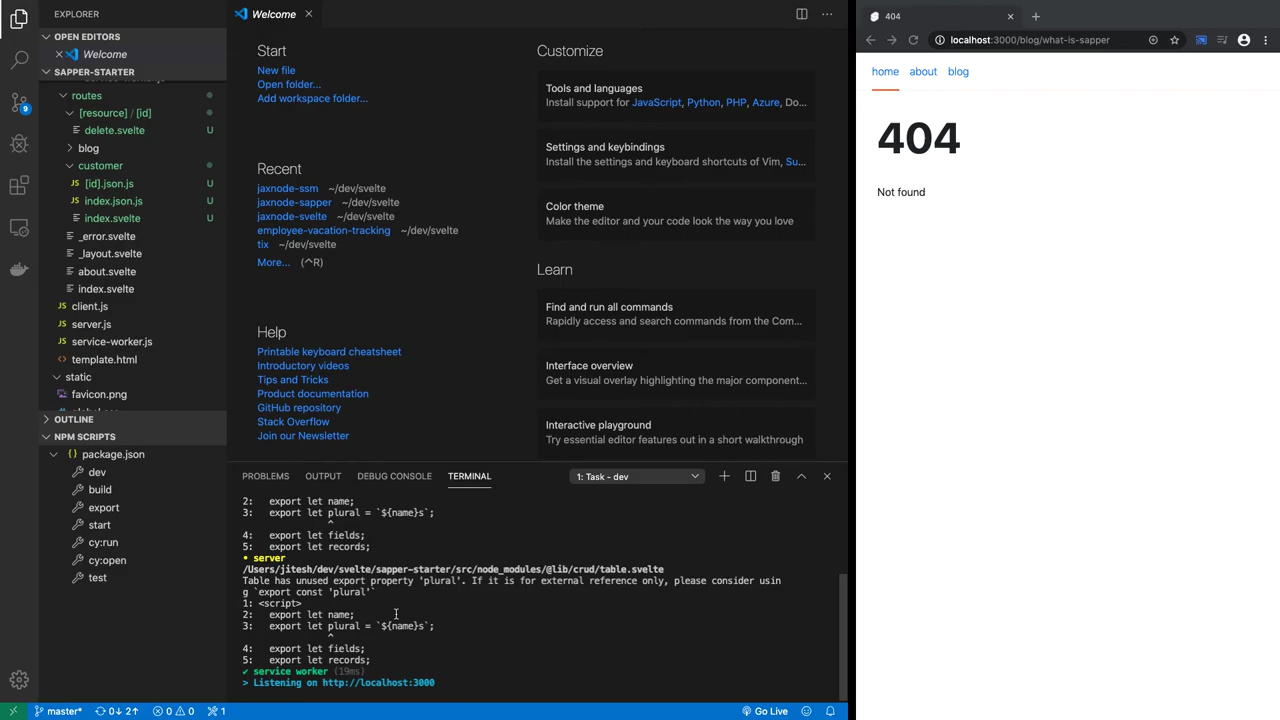 EXPLORER
OPEN EDITORS
Welcome
SAPPER-STARTER
routes
[resource] / [id]
delete.svelte U
blog
customer
[id].json.js U
index.json.js U
index.svelte U
_error.svelte
_layout.svelte
about.svelte
index.svelte
client.js
server.js
service-worker.js
template.html
static
favicon.png
OUTLINE
NPM SCRIPTS
package.json
dev
build
export
start
cy:run
cy:open
test
9
Welcome
Start
New file
Open folder...
Add workspace folder...
Recent
jaxnode-ssm ~/dev/svelte
jaxnode-sapper ~/dev/svelte
jaxnode-svelte ~/dev/svelte
employee-vacation-tracking ~/dev/svelte
tix ~/dev/svelte
More... (^R)
Help
Printable keyboard cheatsheet
Introductory videos
Tips and Tricks
Product documentation
GitHub repository
Stack Overflow
Join our Newsletter
Customize
Tools and languages
Install support for JavaScript, Python, PHP, Azure, Do...
Settings and keybindings
Install the settings and keyboard shortcuts of Vim, Su...
Color theme
Make the editor and your code look the way you love
Learn
Find and run all commands
Rapidly access and search commands from the Com...
Interface overview
Get a visual overlay highlighting the major component...
Interactive playground
Try essential editor features out in a short walkthrough
PROBLEMS OUTPUT DEBUG CONSOLE TERMINAL 1: Task - dev
2: export let name;
3: export let plural = `${name}s`;
^
4: export let fields;
5: export let records;
• server
/Users/jitesh/dev/svelte/sapper-starter/src/node_modules/@lib/crud/table.svelte
Table has unused export property 'plural'. If it is for external reference only, please consider usin
g `export const 'plural'`
1: <script>
2: export let name;
3: export let plural = `${name}s`;
^
4: export let fields;
5: export let records;
✔ service worker (19ms)
> Listening on http://localhost:3000
master* 0↓ 2↑ 0 0 1 Go Live
404
localhost:3000/blog/what-is-sapper
home about blog
404
Not found